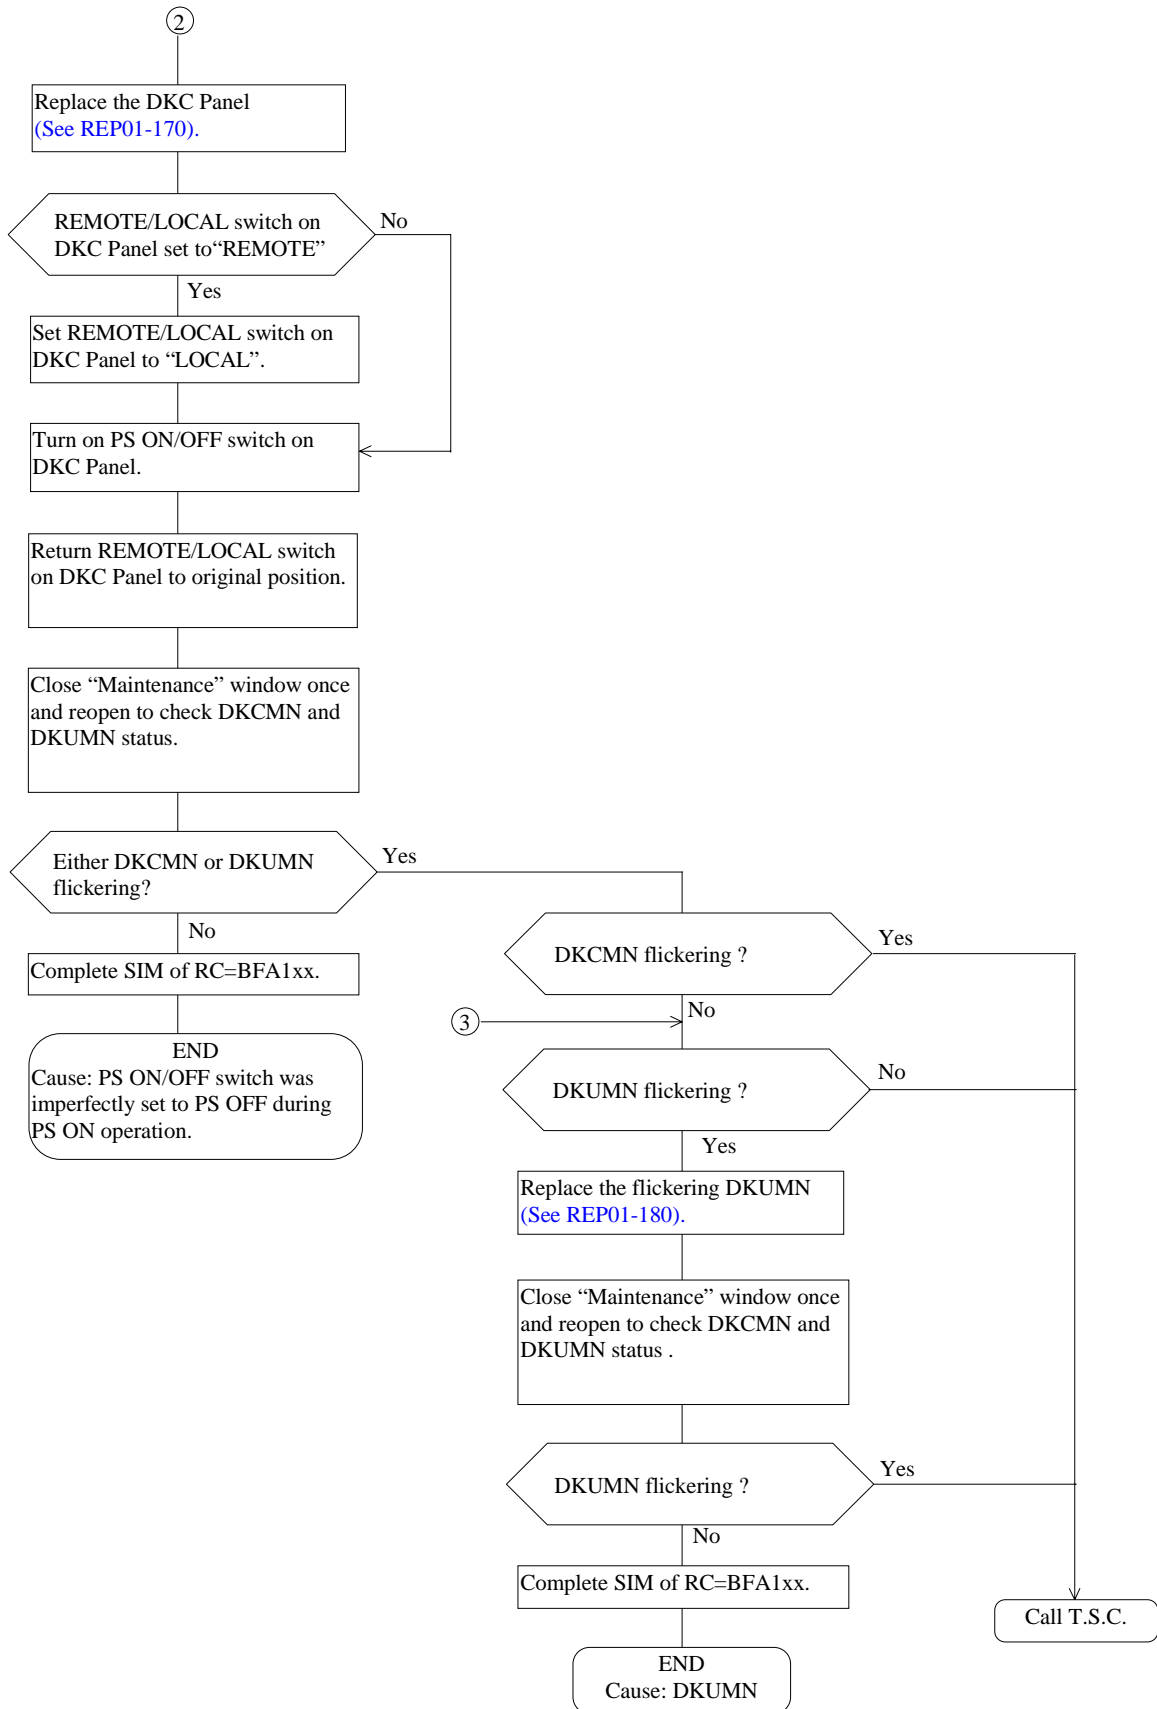 2
Replace the DKC Panel
(See REP01-170).
REMOTE/LOCAL switch on
DKC Panel set to“REMOTE”
No
Yes
Set REMOTE/LOCAL switch on
DKC Panel to “LOCAL”.
Turn on PS ON/OFF switch on
DKC Panel.
Return REMOTE/LOCAL switch
on DKC Panel to original position.
Close “Maintenance” window once
and reopen to check DKCMN and
DKUMN status.
Either DKCMN or DKUMN
flickering?
Yes
No
Complete SIM of RC=BFA1xx.
END
Cause: PS ON/OFF switch was
imperfectly set to PS OFF during
PS ON operation.
DKCMN flickering ?
Yes
No
3
DKUMN flickering ?
No
Yes
Replace the flickering DKUMN
(See REP01-180).
Close “Maintenance” window once
and reopen to check DKCMN and
DKUMN status .
DKUMN flickering ?
Yes
No
Complete SIM of RC=BFA1xx.
END
Cause: DKUMN
Call T.S.C.